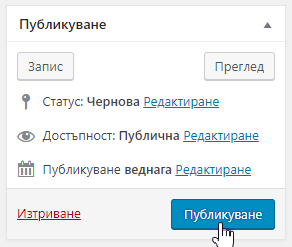 Публикуване
Запис Преглед
Статус: Чернова Редактиране
Достъпност: Публична Редактиране
Публикуване веднага Редактиране
Изтриване Публикуване